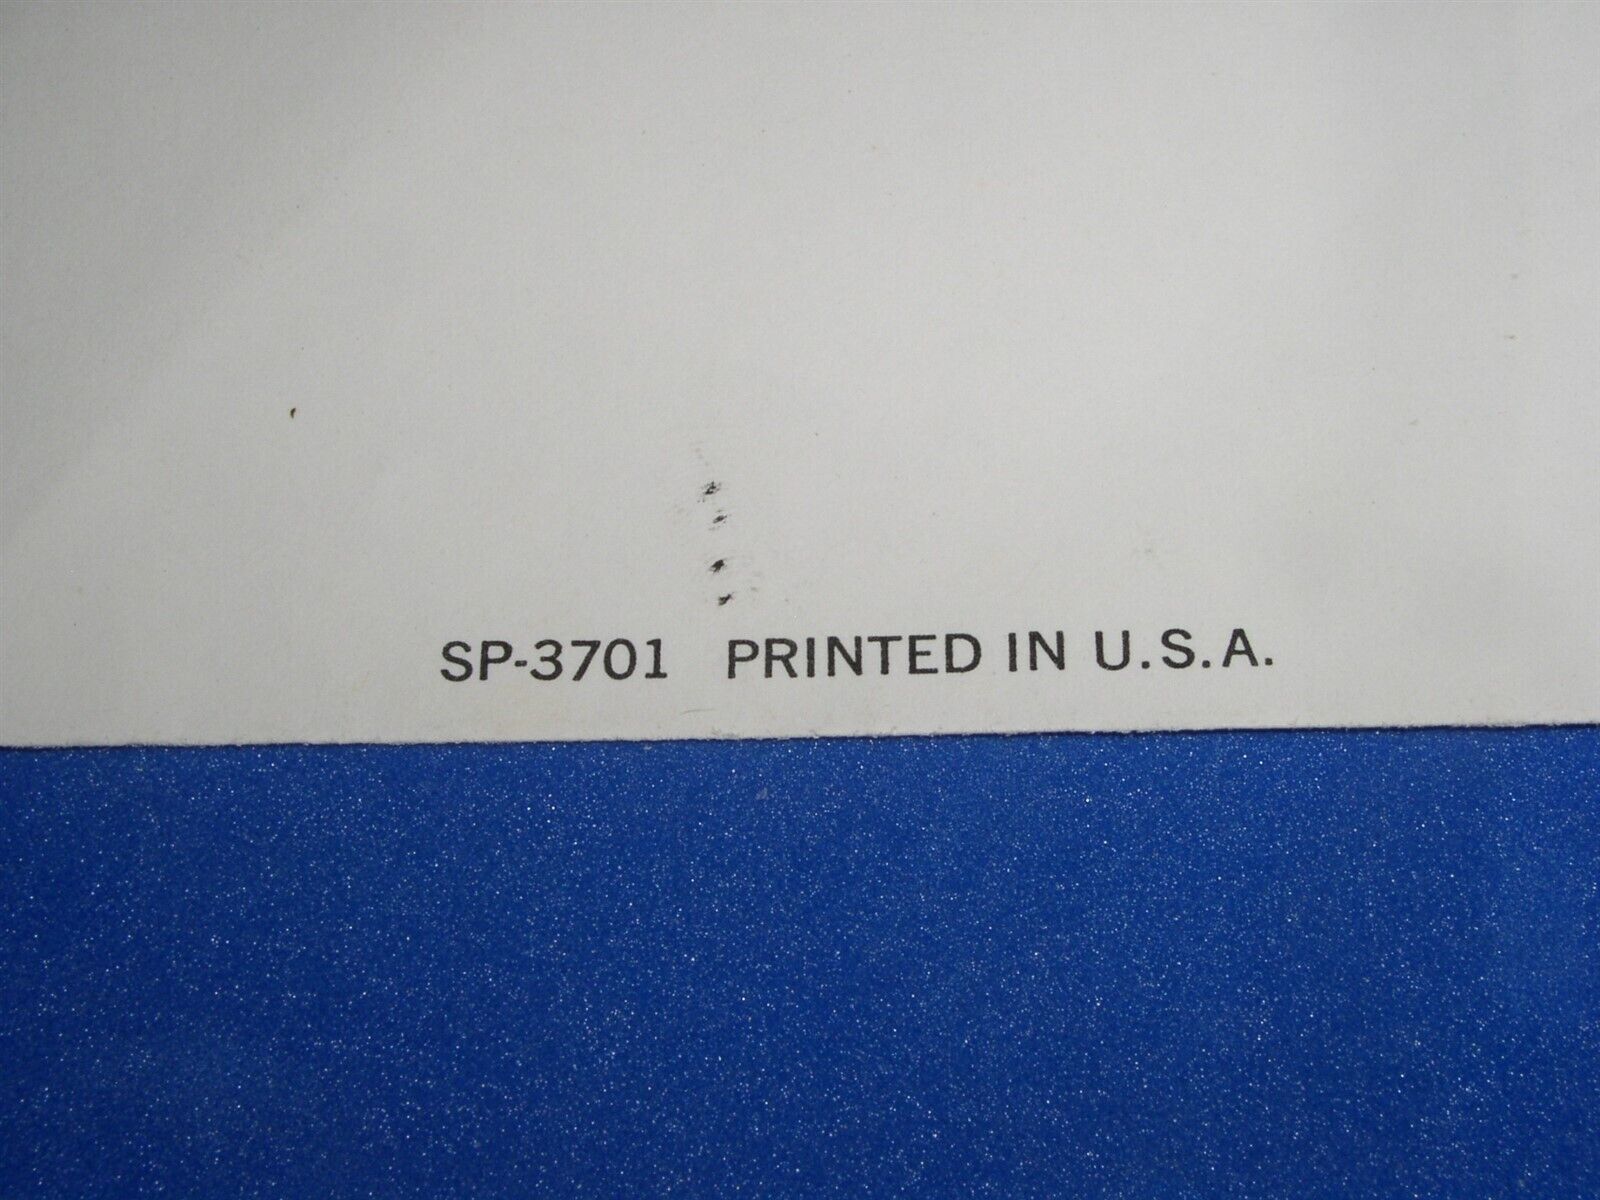 SP-3701 PRINTED IN U.S.A.